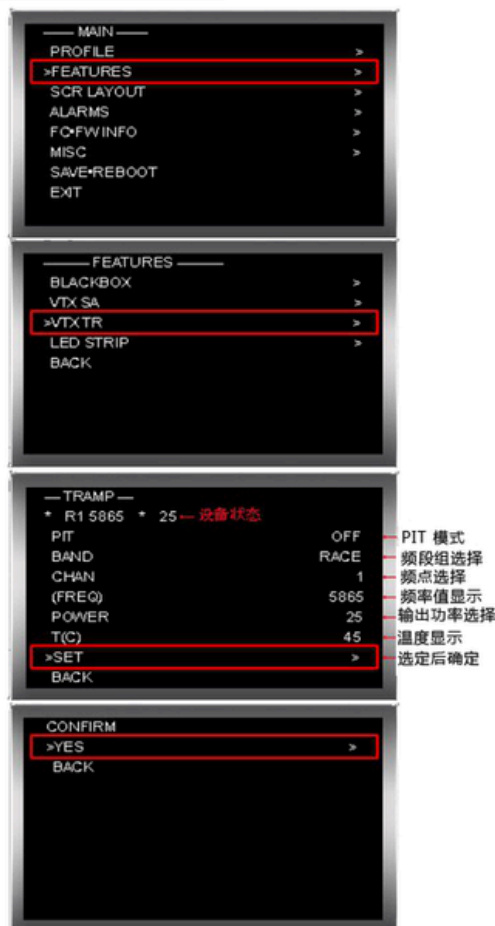 —— MAIN ——
PROFILE >
>FEATURES >
SCR LAYOUT >
ALARMS >
FC•FW INFO >
MISC >
SAVE•REBOOT
EXIT
—— FEATURES ——
BLACKBOX >
VTX SA >
>VTX TR >
LED STRIP >
BACK
— TRAMP —
* R1 5865 * 25 ← 设备状态
PIT OFF PIT 模式
BAND RACE 频段组选择
CHAN 1 频点选择
(FREQ) 5865 频率值显示
POWER 25 输出功率选择
T(C) 45 温度显示
>SET > 选定后确定
BACK
CONFIRM
>YES >
BACK